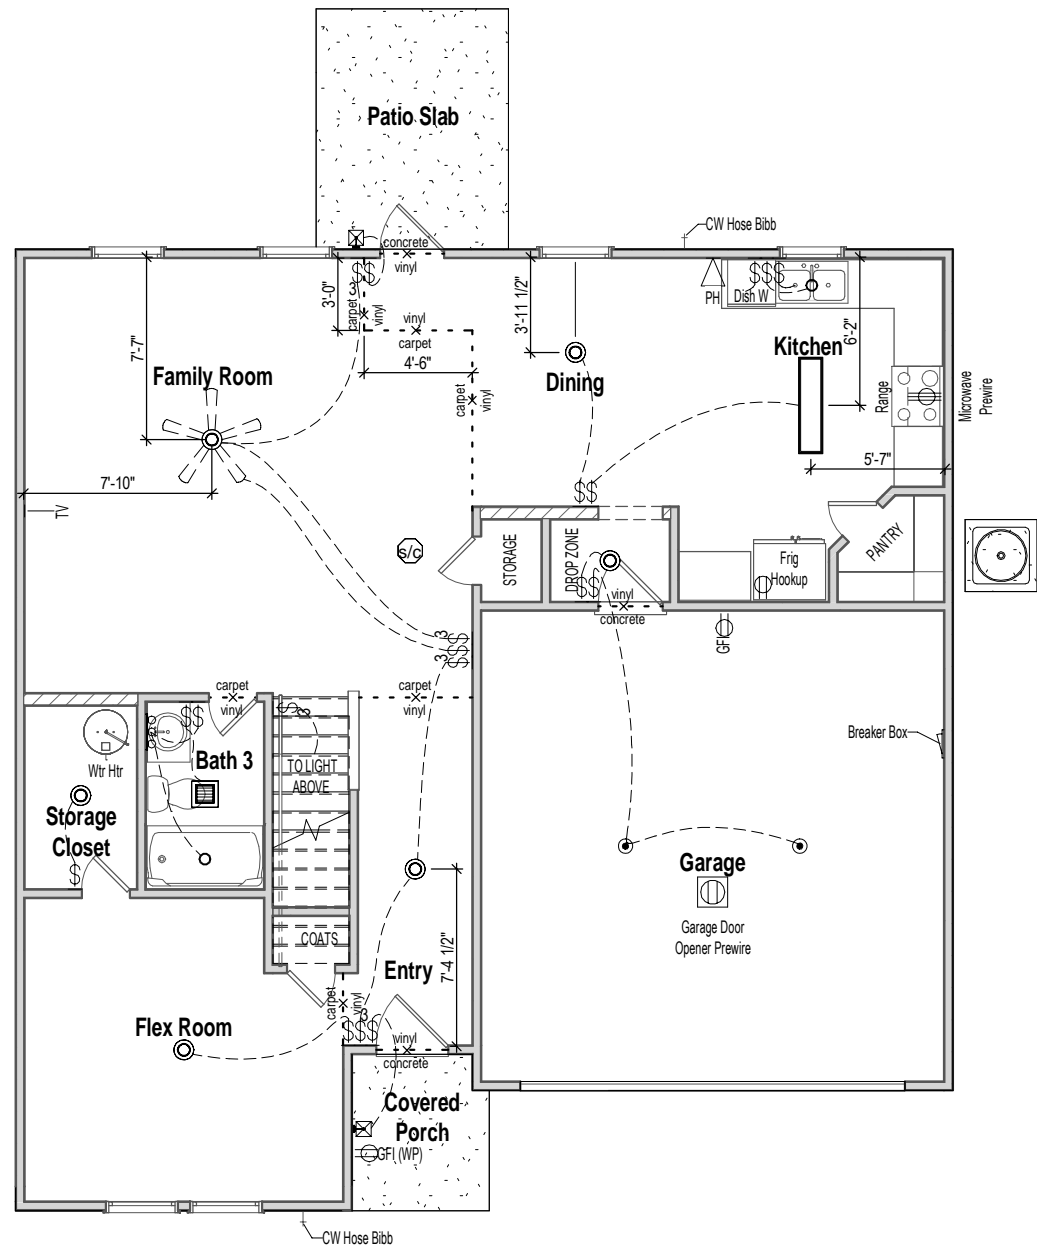 Patio Slab
CW Hose Bibb
concrete
vinyl
$$
3
carpet
vinyl
3'-0"
vinyl
carpet
4'-6"
7'-7"
3'-11 1/2"
PH
$$$
Dish W
6'-2"
Kitchen
Family Room
Dining
carpet
vinyl
Range
Microwave
Prewire
7'-10"
5'-7"
$$
TV
s/c
STORAGE
DROP ZONE
$$
Frig
Hookup
PANTRY
vinyl
concrete
GFI
3
$
$
3
$
carpet
vinyl
carpet
vinyl
$$
$
3
Bath 3
Wtr Htr
TO LIGHT
ABOVE
Breaker Box
Storage
Closet
$
Garage
Garage Door
Opener Prewire
COATS
7'-4 1/2"
Entry
carpet
vinyl
3
$$$
Flex Room
vinyl
concrete
Covered
Porch
GFI (WP)
CW Hose Bibb